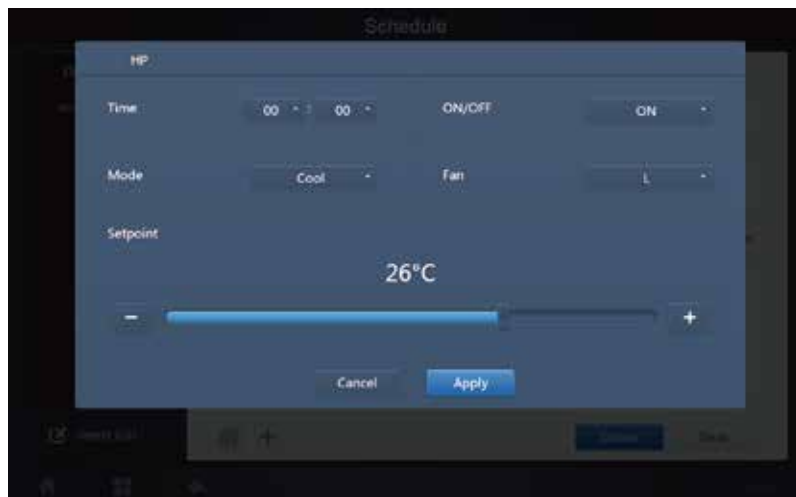 Schedule
HP
Time 00 : 00 ON/OFF ON
Mode Cool Fan L
Setpoint
26°C
− +
Cancel Apply